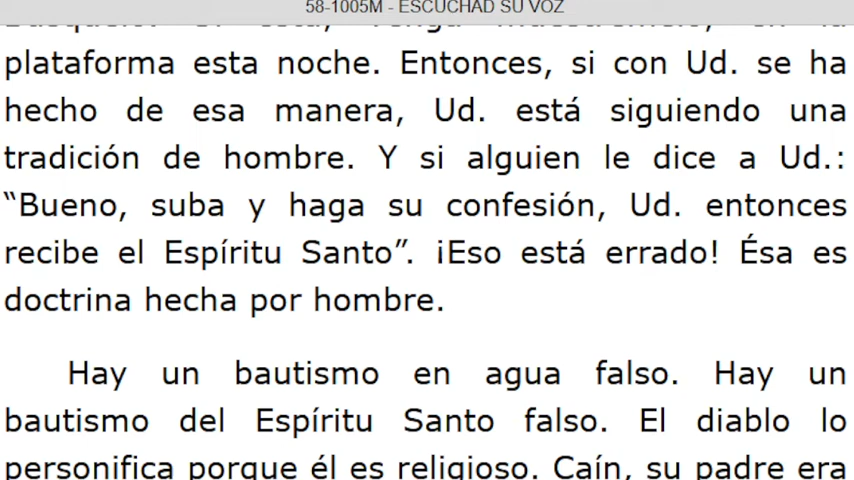 58-1005M - ESCUCHAD SU VOZ
plataforma esta noche. Entonces, si con Ud. se ha
hecho de esa manera, Ud. está siguiendo una
tradición de hombre. Y si alguien le dice a Ud.:
“Bueno, suba y haga su confesión, Ud. entonces
recibe el Espíritu Santo”. ¡Eso está errado! Ésa es
doctrina hecha por hombre.
Hay un bautismo en agua falso. Hay un
bautismo del Espíritu Santo falso. El diablo lo
personifica porque él es religioso. Caín, su padre era